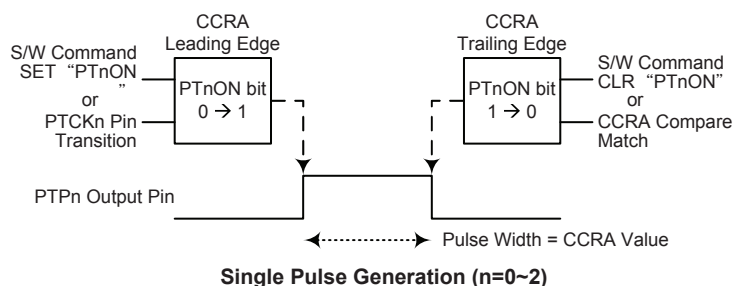 CCRA
Leading Edge
CCRA
Trailing Edge
S/W Command
SET “PTnON
”
or
PTCKn Pin
Transition
PTnON bit
0 → 1
PTnON bit
1 → 0
S/W Command
CLR “PTnON”
or
CCRA Compare
Match
PTPn Output Pin
Pulse Width = CCRA Value
Single Pulse Generation (n=0~2)